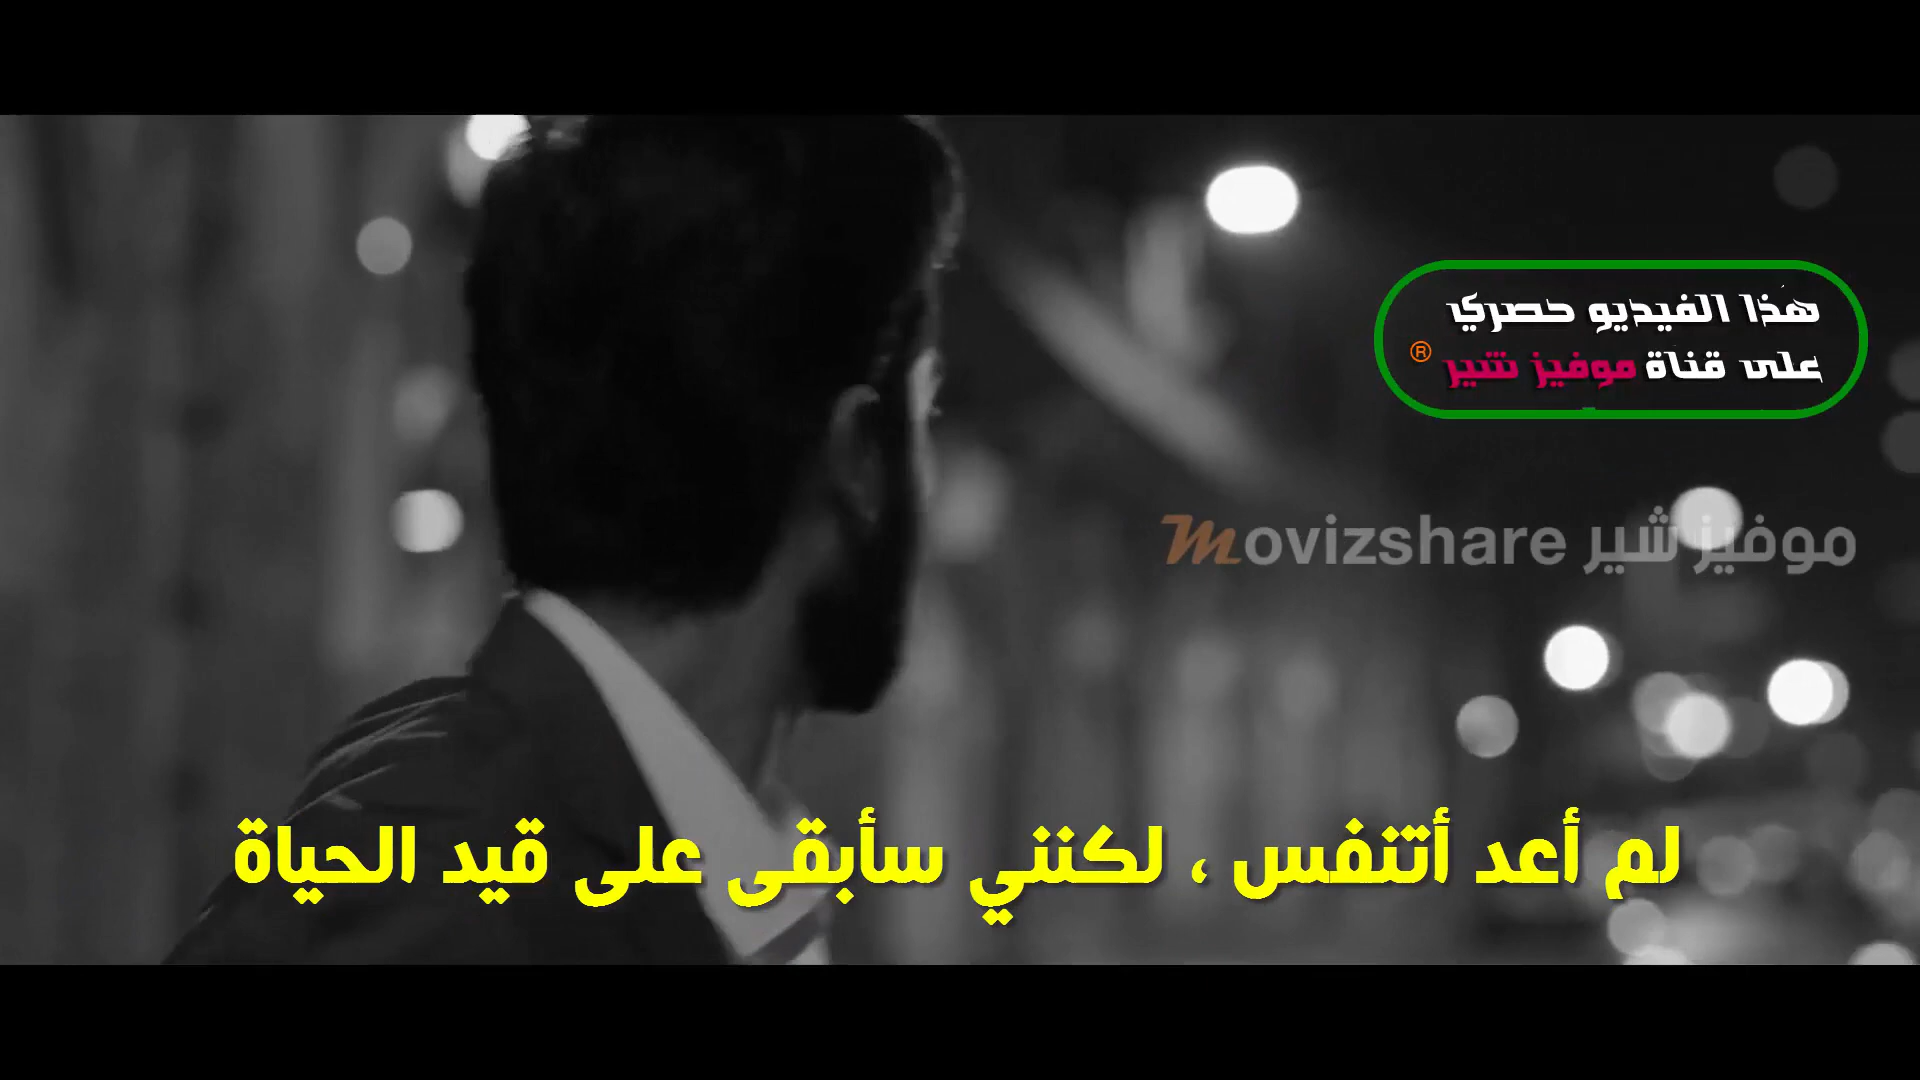 هذا الفيديو حصري
على قناة موفيز شير ®
Movizshare موفيز شير
لم أعد أتنفس ، لكنني سأبقى على قيد الحياة